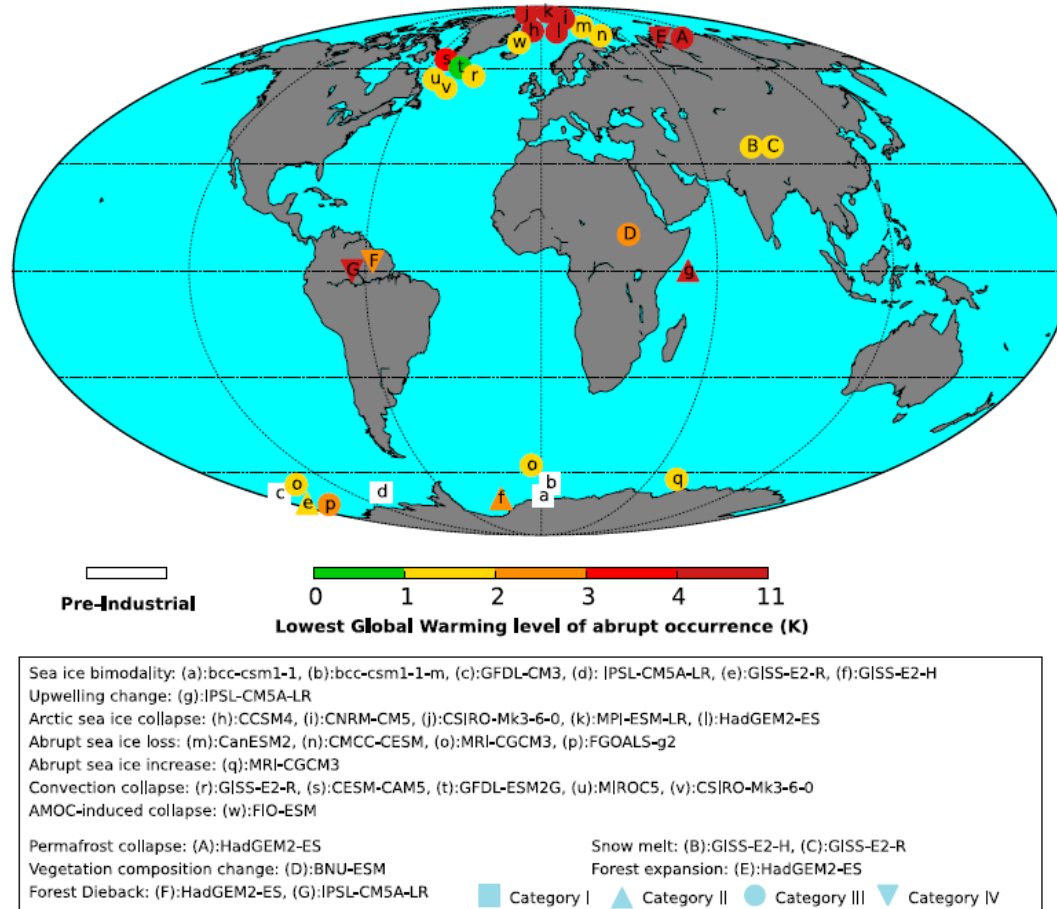 j k i
h l m n
w E A
s t r
u v
B C
D
F
G g
o
c o d b q
e p f a
Pre-Industrial
0 1 2 3 4 11
Lowest Global Warming level of abrupt occurrence (K)
Sea ice bimodality: (a):bcc-csm1-1, (b):bcc-csm1-1-m, (c):GFDL-CM3, (d): IPSL-CM5A-LR, (e):GISS-E2-R, (f):GISS-E2-H
Upwelling change: (g):IPSL-CM5A-LR
Arctic sea ice collapse: (h):CCSM4, (i):CNRM-CM5, (j):CSIRO-Mk3-6-0, (k):MPI-ESM-LR, (l):HadGEM2-ES
Abrupt sea ice loss: (m):CanESM2, (n):CMCC-CESM, (o):MRI-CGCM3, (p):FGOALS-g2
Abrupt sea ice increase: (q):MRI-CGCM3
Convection collapse: (r):GISS-E2-R, (s):CESM-CAM5, (t):GFDL-ESM2G, (u):MIROC5, (v):CSIRO-Mk3-6-0
AMOC-induced collapse: (w):FIO-ESM
Permafrost collapse: (A):HadGEM2-ES Snow melt: (B):GISS-E2-H, (C):GISS-E2-R
Vegetation composition change: (D):BNU-ESM Forest expansion: (E):HadGEM2-ES
Forest Dieback: (F):HadGEM2-ES, (G):IPSL-CM5A-LR Category I Category II Category III Category IV